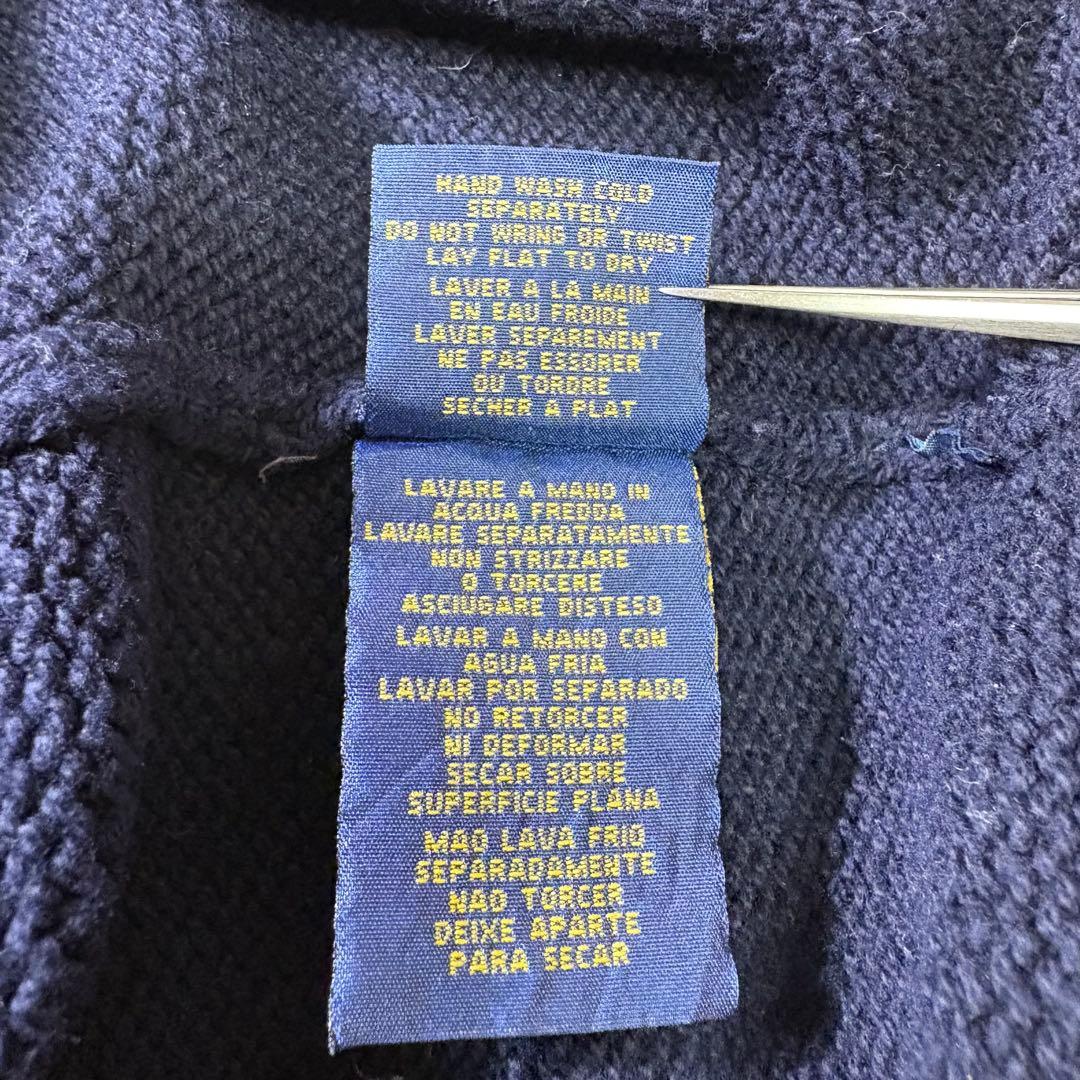 HAND WASH COLD
SEPARATELY
DO NOT WRING OR TWIST
LAY FLAT TO DRY
LAVER A LA MAIN
EN EAU FROIDE
LAVER SEPAREMENT
NE PAS ESSORER
OU TORDRE
SECHER A PLAT
LAVARE A MANO IN
ACQUA FREDDA
LAVARE SEPARATAMENTE
NON STRIZZARE
O TORCERE
ASCIUGARE DISTESO
LAVAR A MANO CON
AGUA FRIA
LAVAR POR SEPARADO
NO RETORCER
NI DEFORMAR
SECAR SOBRE
SUPERFICIE PLANA
MAO LAVA FRIO
SEPARADAMENTE
NAO TORCER
DEIXE APARTE
PARA SECAR